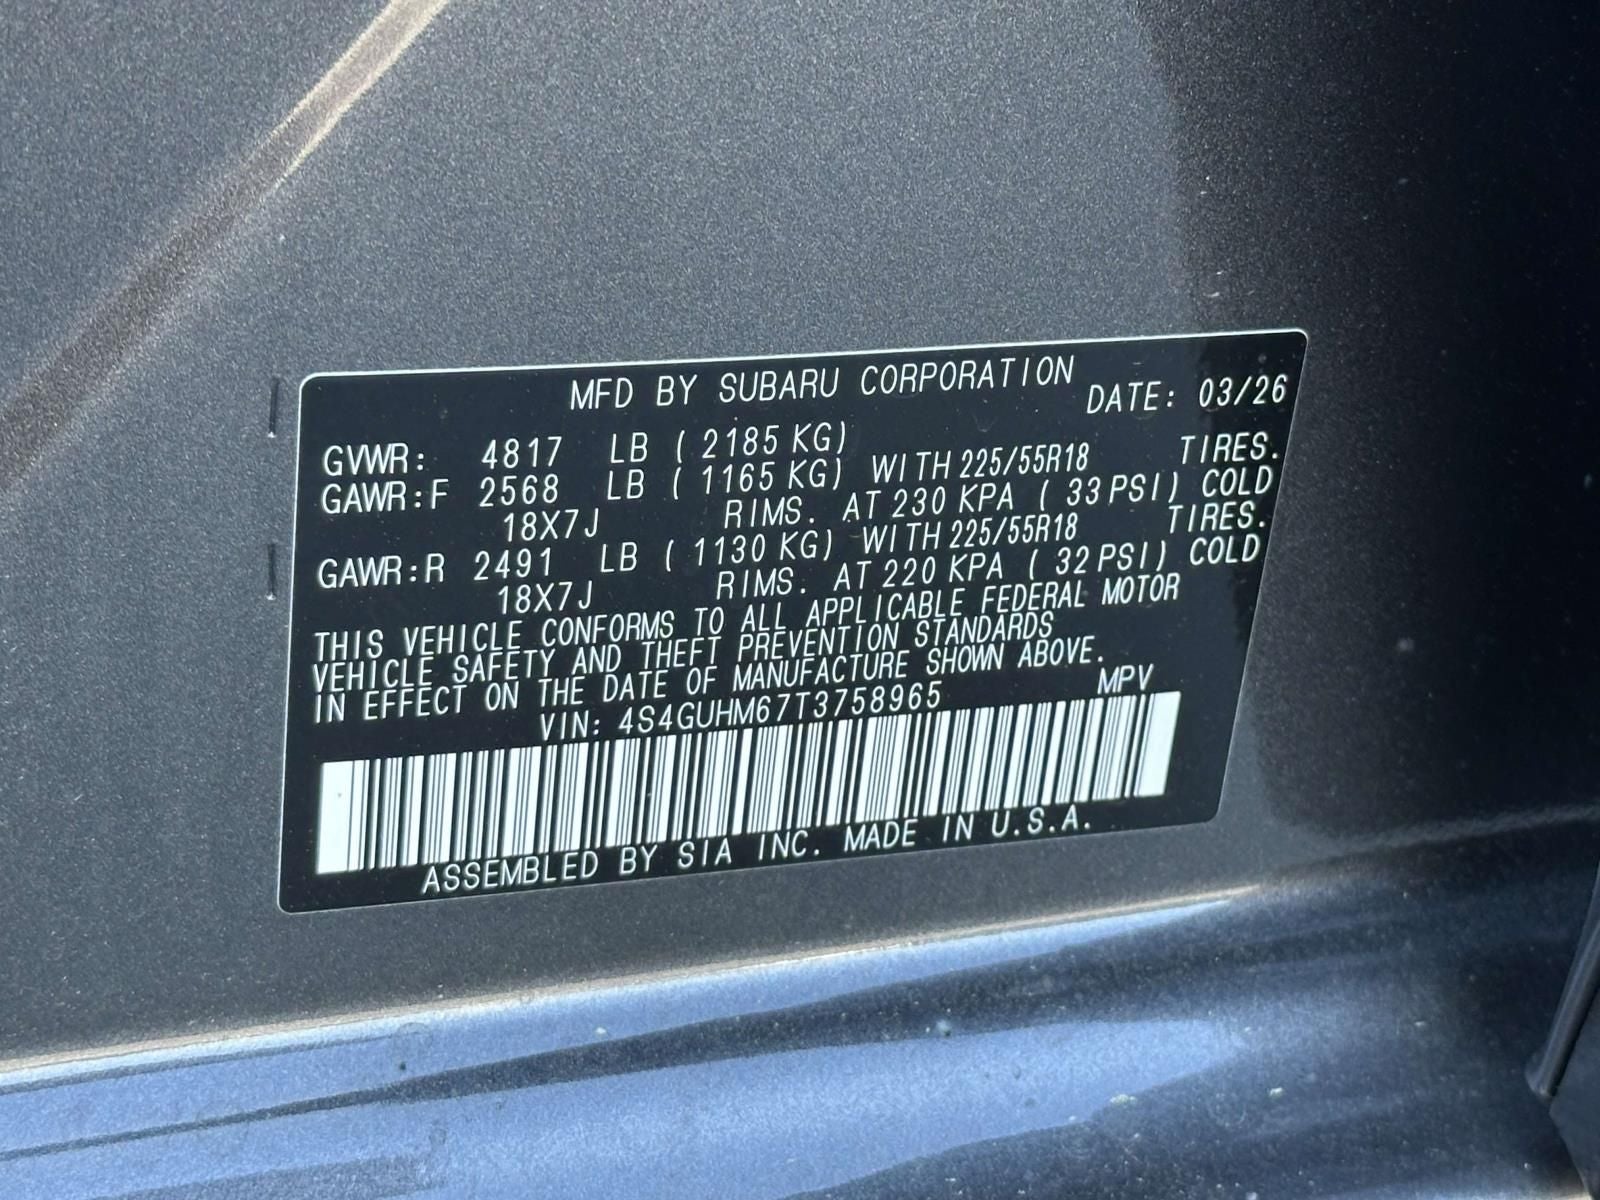 MFD BY SUBARU CORPORATION DATE: 03/26
GVWR: 4817 LB ( 2185 KG)
GAWR:F 2568 LB ( 1165 KG) WITH 225/55R18 TIRES.
18X7J RIMS. AT 230 KPA ( 33 PSI) COLD
GAWR:R 2491 LB ( 1130 KG) WITH 225/55R18 TIRES.
18X7J RIMS. AT 220 KPA ( 32 PSI) COLD
THIS VEHICLE CONFORMS TO ALL APPLICABLE FEDERAL MOTOR
VEHICLE SAFETY AND THEFT PREVENTION STANDARDS
IN EFFECT ON THE DATE OF MANUFACTURE SHOWN ABOVE.
VIN: 4S4GUHM67T3758965 MPV
ASSEMBLED BY SIA INC. MADE IN U.S.A.